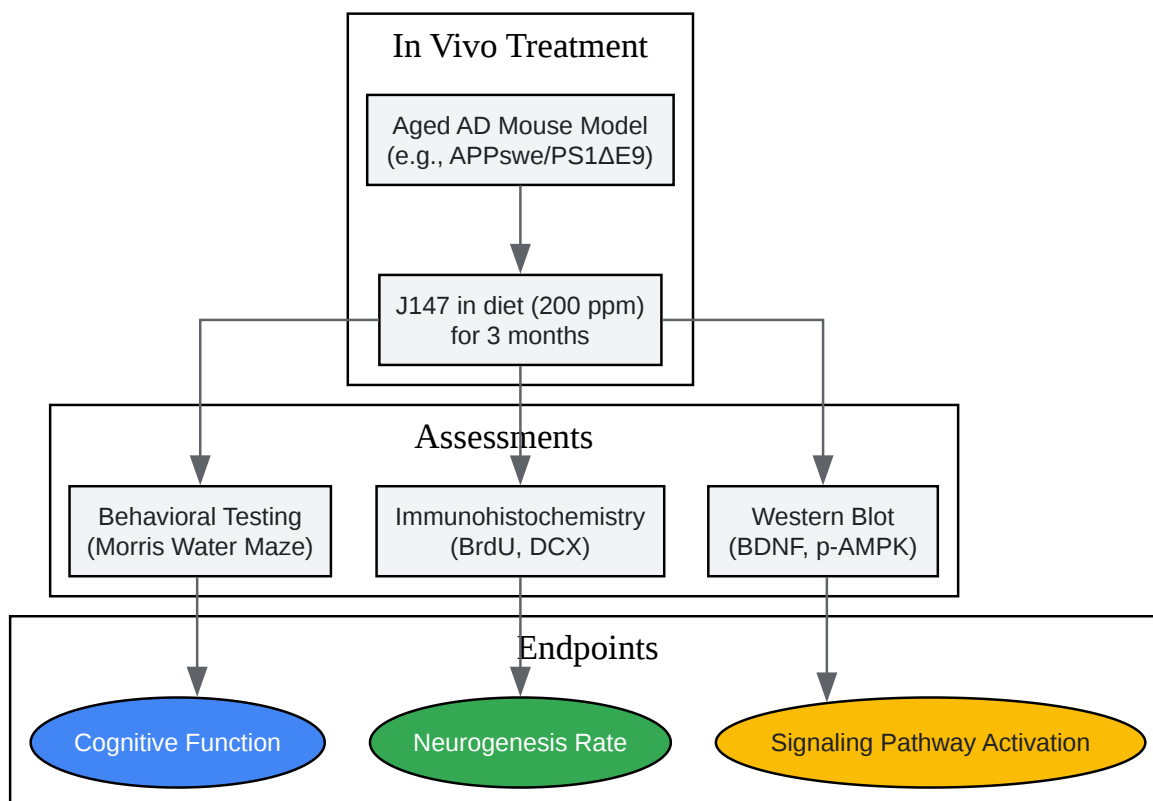 In Vivo Treatment
Aged AD Mouse Model
(e.g., APPswe/PS1ΔE9)
J147 in diet (200 ppm)
for 3 months
Assessments
Behavioral Testing
(Morris Water Maze)
Immunohistochemistry
(BrdU, DCX)
Western Blot
(BDNF, p-AMPK)
Endpoints
Cognitive Function
Neurogenesis Rate
Signaling Pathway Activation